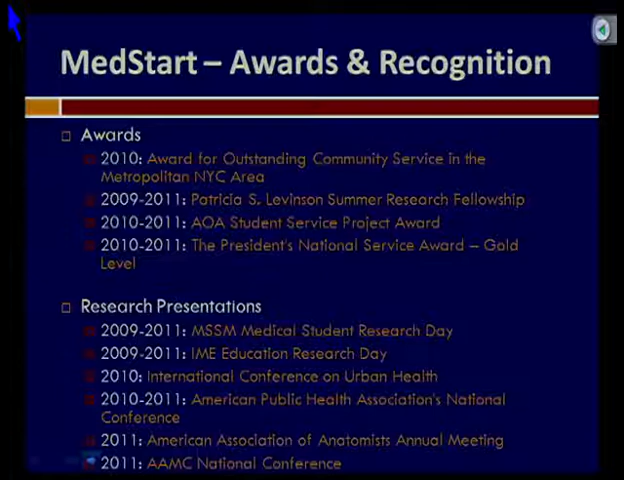 MedStart – Awards & Recognition
Awards
2010: Award for Outstanding Community Service in the
Metropolitan NYC Area
2009-2011: Patricia S. Levinson Summer Research Fellowship
2010-2011: AOA Student Service Project Award
2010-2011: The President's National Service Award – Gold
Level
Research Presentations
2009-2011: MSSM Medical Student Research Day
2009-2011: IME Education Research Day
2010: International Conference on Urban Health
2010-2011: American Public Health Association's National
Conference
2011: American Association of Anatomists Annual Meeting
2011: AAMC National Conference